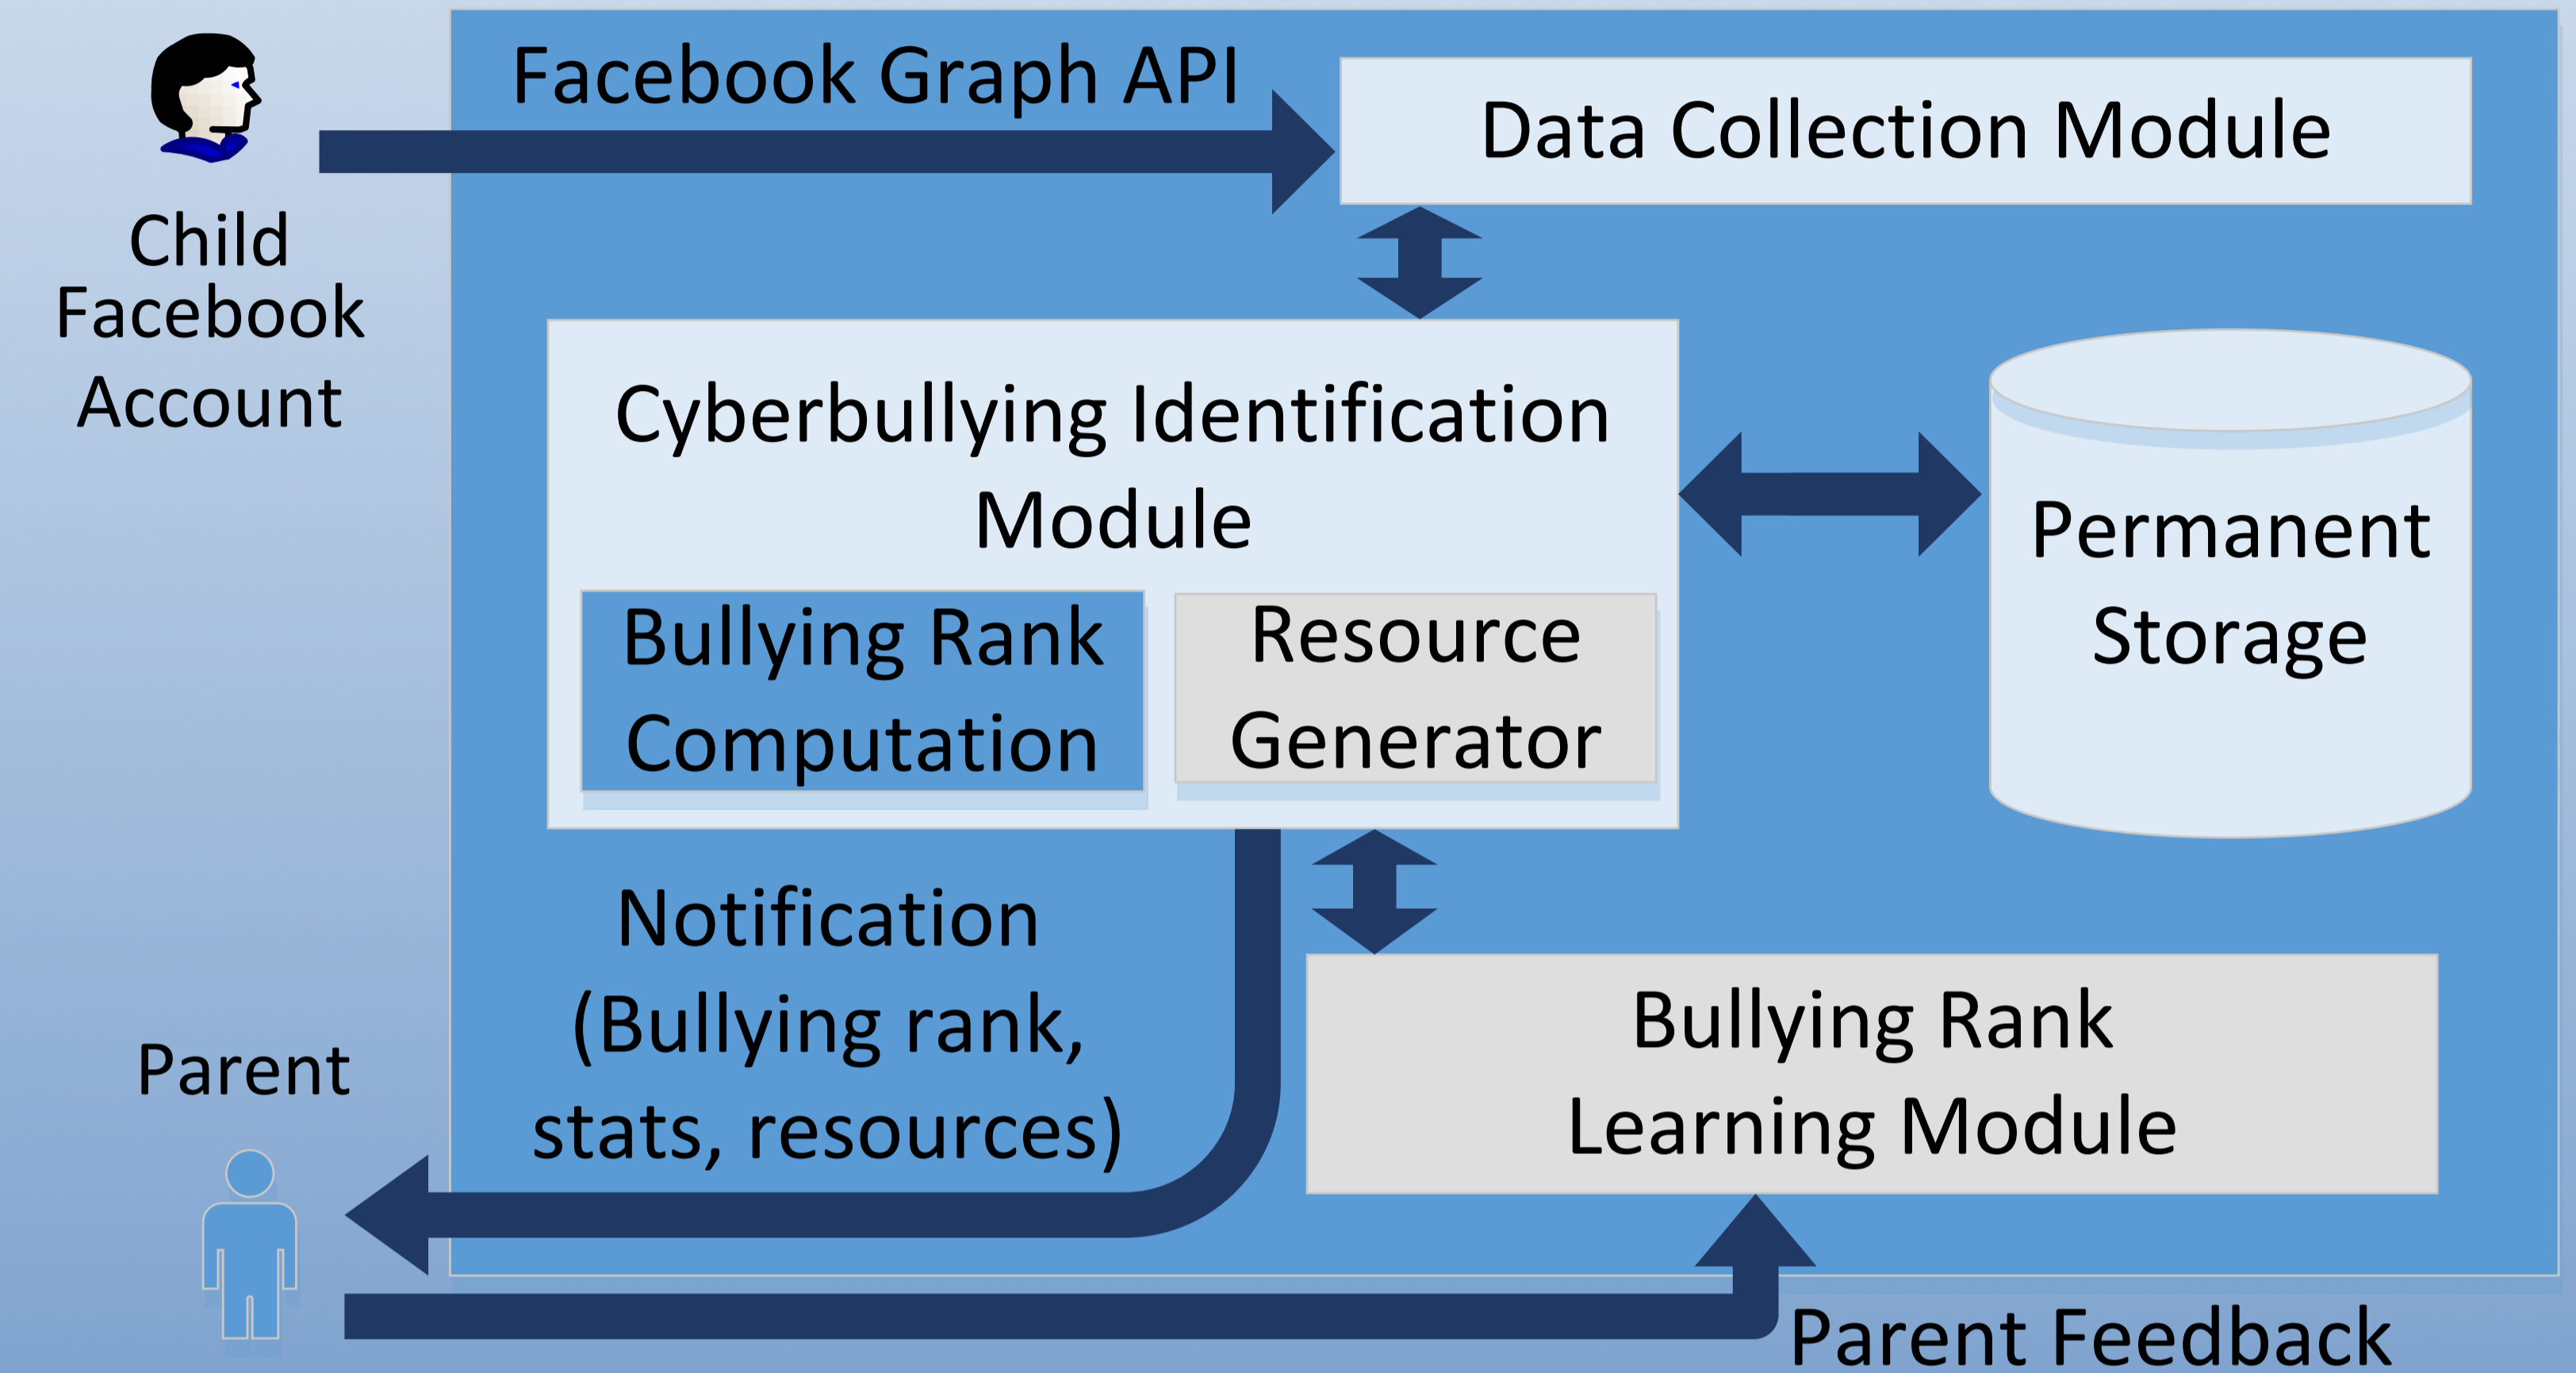 Facebook Graph API
Data Collection Module
Child
Facebook
Account
Cyberbullying Identification
Module
Bullying Rank
Computation
Resource
Generator
Permanent
Storage
Notification
(Bullying rank,
stats, resources)
Bullying Rank
Learning Module
Parent
Parent Feedback